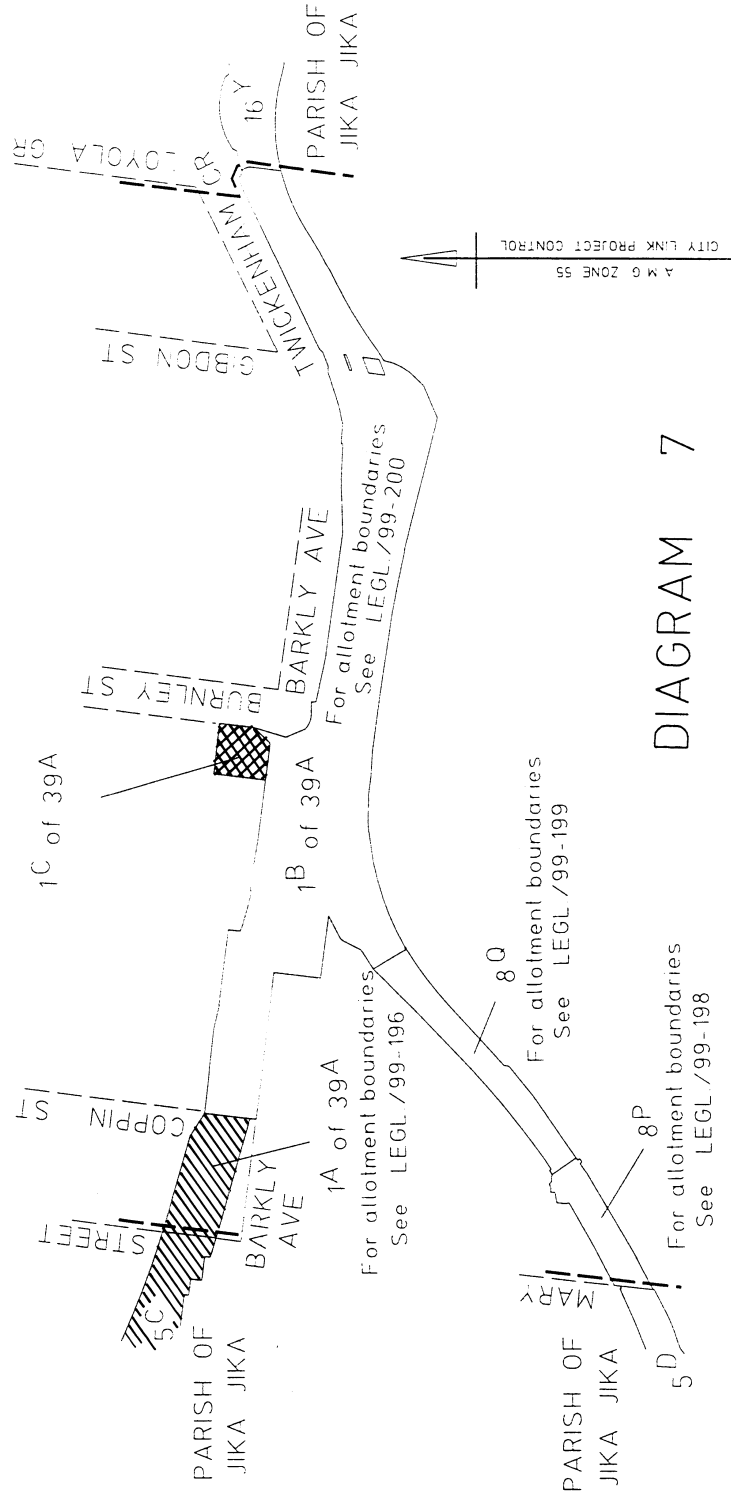 1C of 39A
LOYOLA GR
CR
TWICKENHAM
16Y
PARISH OF
JIKA JIKA
GIBDON ST
BURNLEY ST
BARKLY AVE
COPPIN ST
STREET
5C
PARISH OF
JIKA JIKA
BARKLY
AVE
1A of 39A
For allotment boundaries
See LEGL./99-196
1B of 39A
For allotment boundaries
See LEGL./99-200
A M G ZONE 55
CITY LINK PROJECT CONTROL
8Q
For allotment boundaries
See LEGL./99-199
MARY
8P
For allotment boundaries
See LEGL./99-198
PARISH OF
JIKA JIKA
5D
DIAGRAM 7